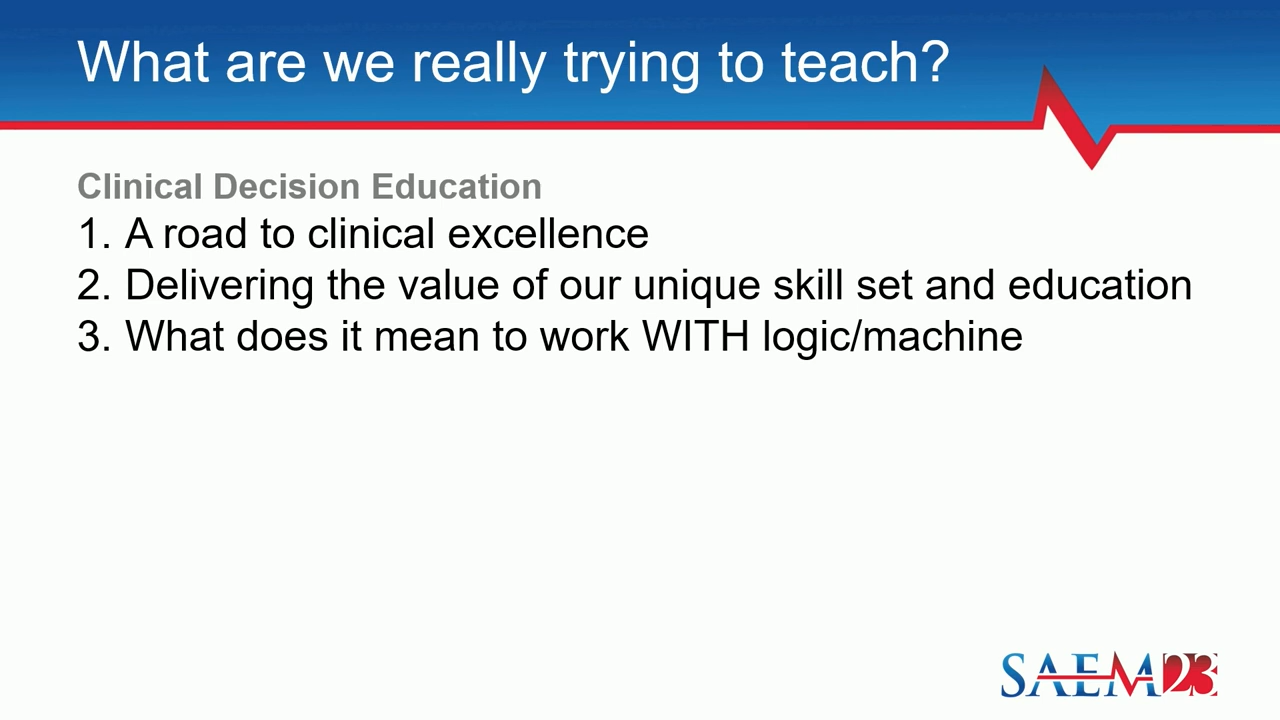 What are we really trying to teach?
Clinical Decision Education
1. A road to clinical excellence
2. Delivering the value of our unique skill set and education
3. What does it mean to work WITH logic/machine
SAEM23